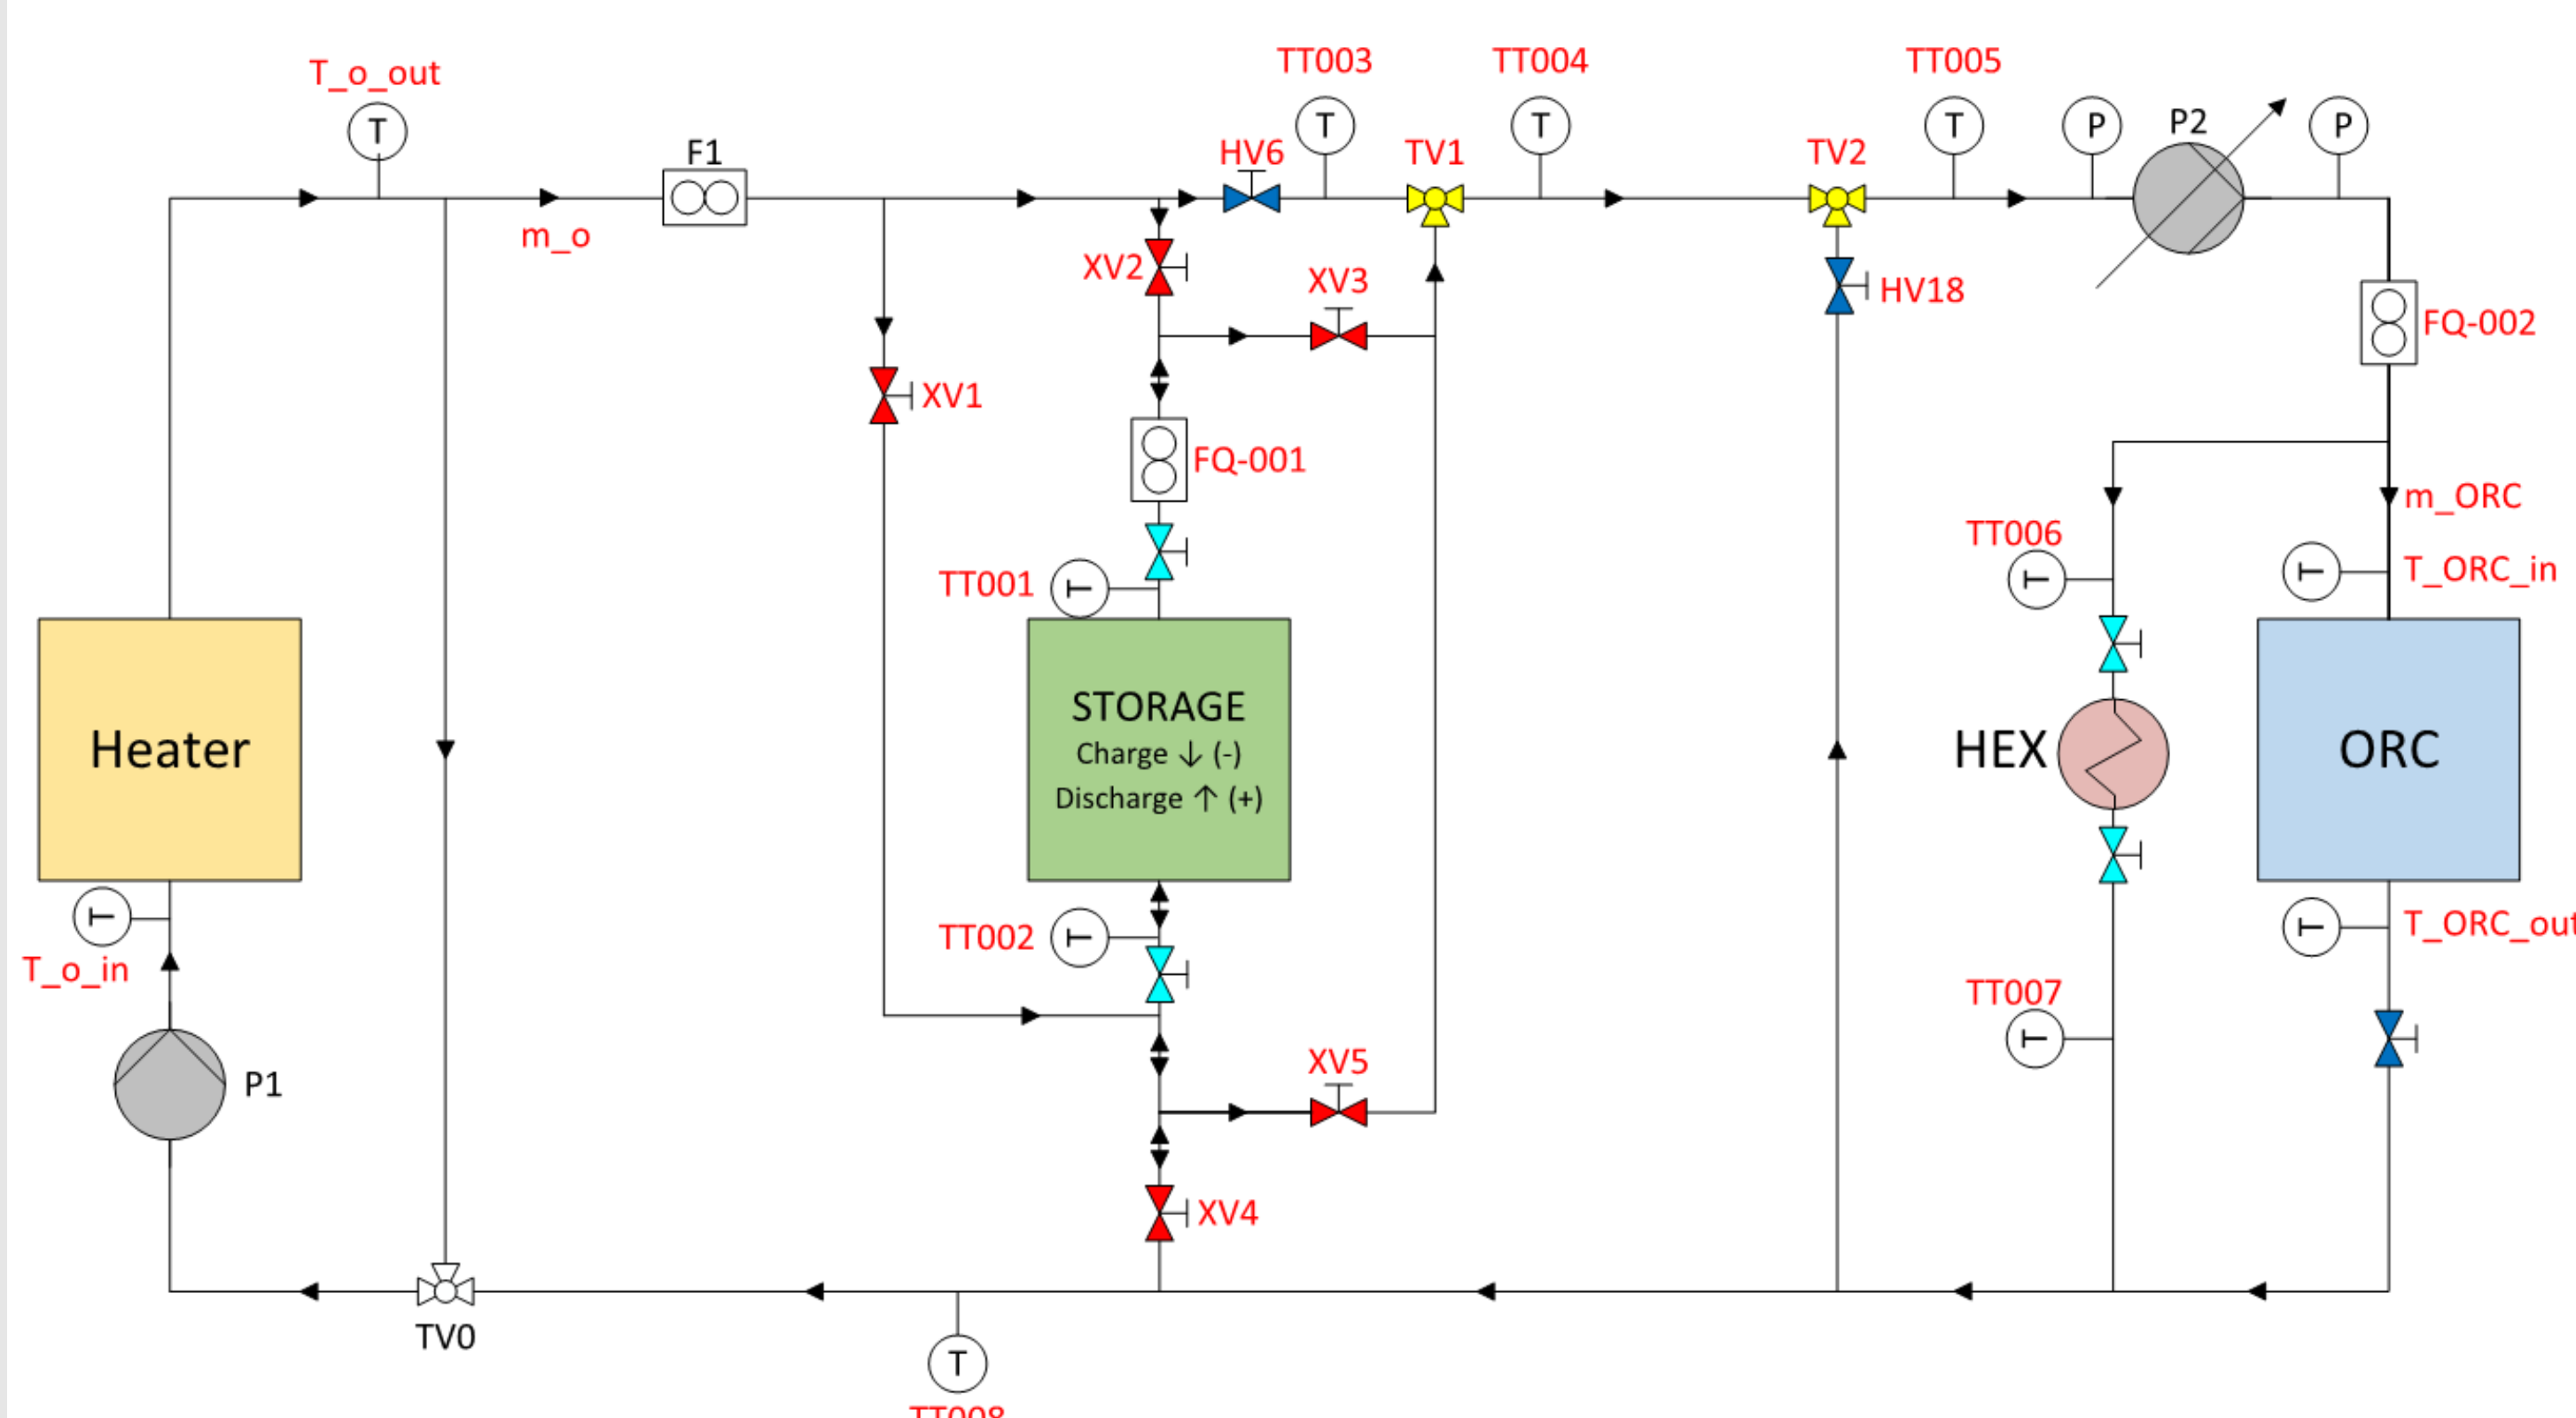 TT003
TT004
TT005
T_o_out
T
T
T
T
P
P2
P
F1
HV6
TV1
TV2
m_o
XV2
XV3
HV18
FQ-002
XV1
FQ-001
m_ORC
TT006
T
T
T_ORC_in
TT001
T
STORAGE
Charge ↓ (-)
Discharge ↑ (+)
Heater
HEX
ORC
T
T_o_in
TT002
T
T
T_ORC_out
TT007
T
XV5
P1
XV4
TV0
T
TT008